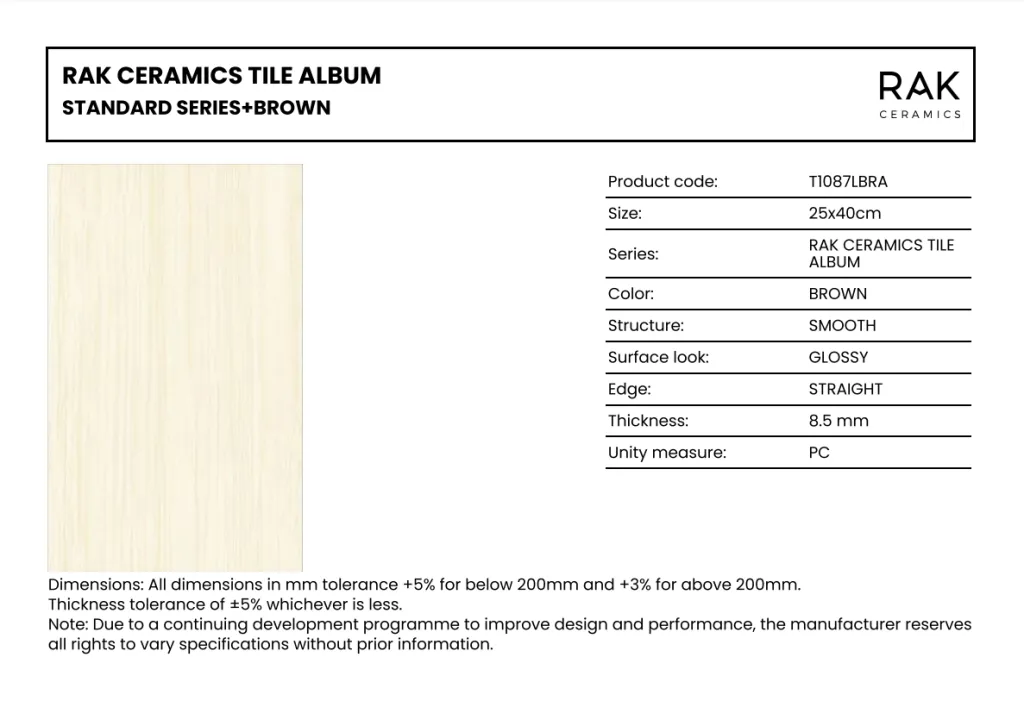 RAK CERAMICS TILE ALBUM
STANDARD SERIES+BROWN
RAK
CERAMICS
Product code: T1087LBRA
Size: 25x40cm
Series: RAK CERAMICS TILE
ALBUM
Color: BROWN
Structure: SMOOTH
Surface look: GLOSSY
Edge: STRAIGHT
Thickness: 8.5 mm
Unity measure: PC
Dimensions: All dimensions in mm tolerance +5% for below 200mm and +3% for above 200mm.
Thickness tolerance of ±5% whichever is less.
Note: Due to a continuing development programme to improve design and performance, the manufacturer reserves
all rights to vary specifications without prior information.